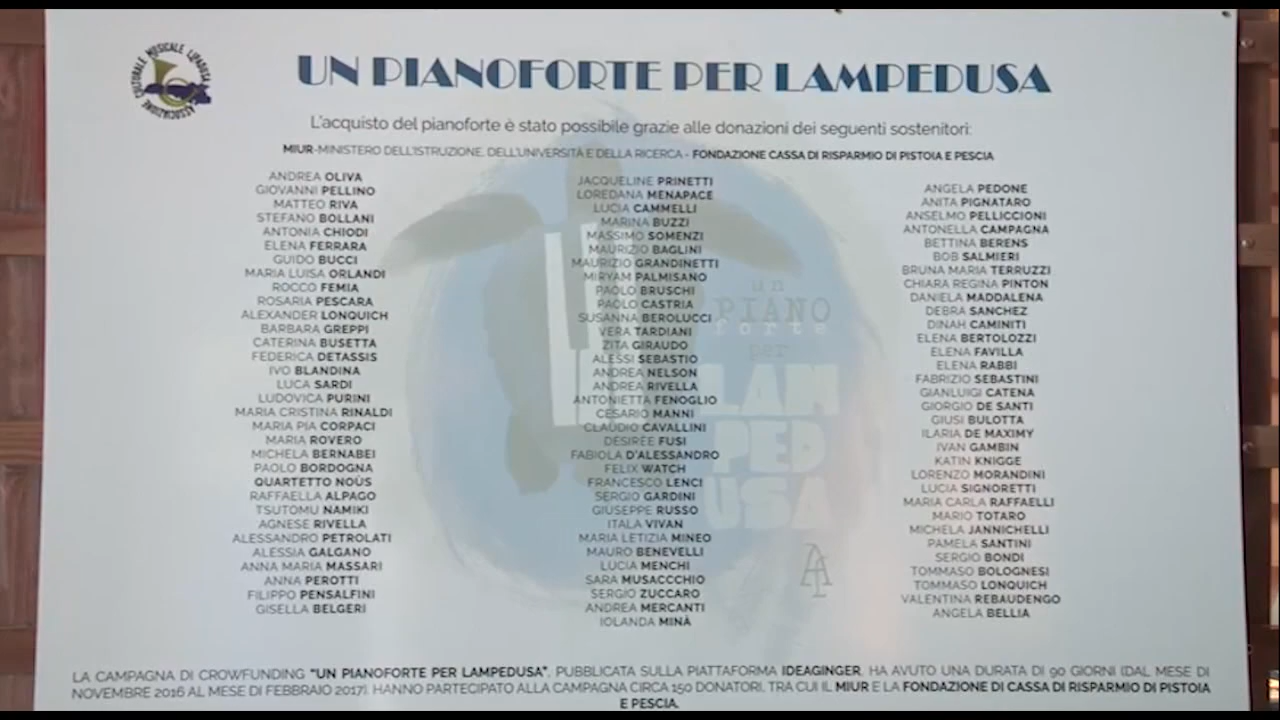 ASSOCIAZIONE CULTURALE MUSICALE LIPADUSA
UN PIANOFORTE PER LAMPEDUSA
L'acquisto del pianoforte è stato possibile grazie alle donazioni dei seguenti sostenitori:
MIUR-MINISTERO DELL'ISTRUZIONE, DELL'UNIVERSITÀ E DELLA RICERCA - FONDAZIONE CASSA DI RISPARMIO DI PISTOIA E PESCIA
ANDREA OLIVA
GIOVANNI PELLINO
MATTEO RIVA
STEFANO BOLLANI
ANTONIA CHIODI
ELENA FERRARA
GUIDO BUCCI
MARIA LUISA ORLANDI
ROCCO FEMIA
ROSARIA PESCARA
ALEXANDER LONQUICH
BARBARA GREPPI
CATERINA BUSETTA
FEDERICA DETASSIS
IVO BLANDINA
LUCA SARDI
LUDOVICA PURINI
MARIA CRISTINA RINALDI
MARIA PIA CORPACI
MARIA ROVERO
MICHELA BERNABEI
PAOLO BORDOGNA
QUARTETTO NOÙS
RAFFAELLA ALPAGO
TSUTOMU NAMIKI
AGNESE RIVELLA
ALESSANDRO PETROLATI
ALESSIA GALGANO
ANNA MARIA MASSARI
ANNA PEROTTI
FILIPPO PENSALFINI
GISELLA BELGERI
JACQUELINE PRINETTI
LOREDANA MENAPACE
LUCIA CAMMELLI
MARINA BUZZI
MASSIMO SOMENZI
MAURIZIO BAGLINI
MAURIZIO GRANDINETTI
MIRYAM PALMISANO
PAOLO BRUSCHI
PAOLO CASTRIA
SUSANNA BEROLUCCI
VERA TARDIANI
ZITA GIRAUDO
ALESSI SEBASTIO
ANDREA NELSON
ANDREA RIVELLA
ANTONIETTA FENOGLIO
CESARIO MANNI
CLAUDIO CAVALLINI
DESIRÉE FUSI
FABIOLA D'ALESSANDRO
FELIX WATCH
FRANCESCO LENCI
SERGIO GARDINI
GIUSEPPE RUSSO
ITALA VIVAN
MARIA LETIZIA MINEO
MAURO BENEVELLI
LUCIA MENCHI
SARA MUSACCCHIO
SERGIO ZUCCARO
ANDREA MERCANTI
IOLANDA MINÀ
ANGELA PEDONE
ANITA PIGNATARO
ANSELMO PELLICCIONI
ANTONELLA CAMPAGNA
BETTINA BERENS
BOB SALMIERI
BRUNA MARIA TERRUZZI
CHIARA REGINA PINTON
DANIELA MADDALENA
DEBRA SANCHEZ
DINAH CAMINITI
ELENA BERTOLOZZI
ELENA FAVILLA
ELENA RABBI
FABRIZIO SEBASTINI
GIANLUIGI CATENA
GIORGIO DE SANTI
GIUSI BULOTTA
ILARIA DE MAXIMY
IVAN GAMBIN
KATIN KNIGGE
LORENZO MORANDINI
LUCIA SIGNORETTI
MARIA CARLA RAFFAELLI
MARIO TOTARO
MICHELA JANNICHELLI
PAMELA SANTINI
SERGIO BONDI
TOMMASO BOLOGNESI
TOMMASO LONQUICH
VALENTINA REBAUDENGO
ANGELA BELLIA
un
PIANO
forte
per
LAM
PED
USA
LA CAMPAGNA DI CROWFUNDING "UN PIANOFORTE PER LAMPEDUSA", PUBBLICATA SULLA PIATTAFORMA IDEAGINGER, HA AVUTO UNA DURATA DI 90 GIORNI (DAL MESE DI
NOVEMBRE 2016 AL MESE DI FEBBRAIO 2017). HANNO PARTECIPATO ALLA CAMPAGNA CIRCA 150 DONATORI, TRA CUI IL MIUR E LA FONDAZIONE DI CASSA DI RISPARMIO DI PISTOIA
E PESCIA.